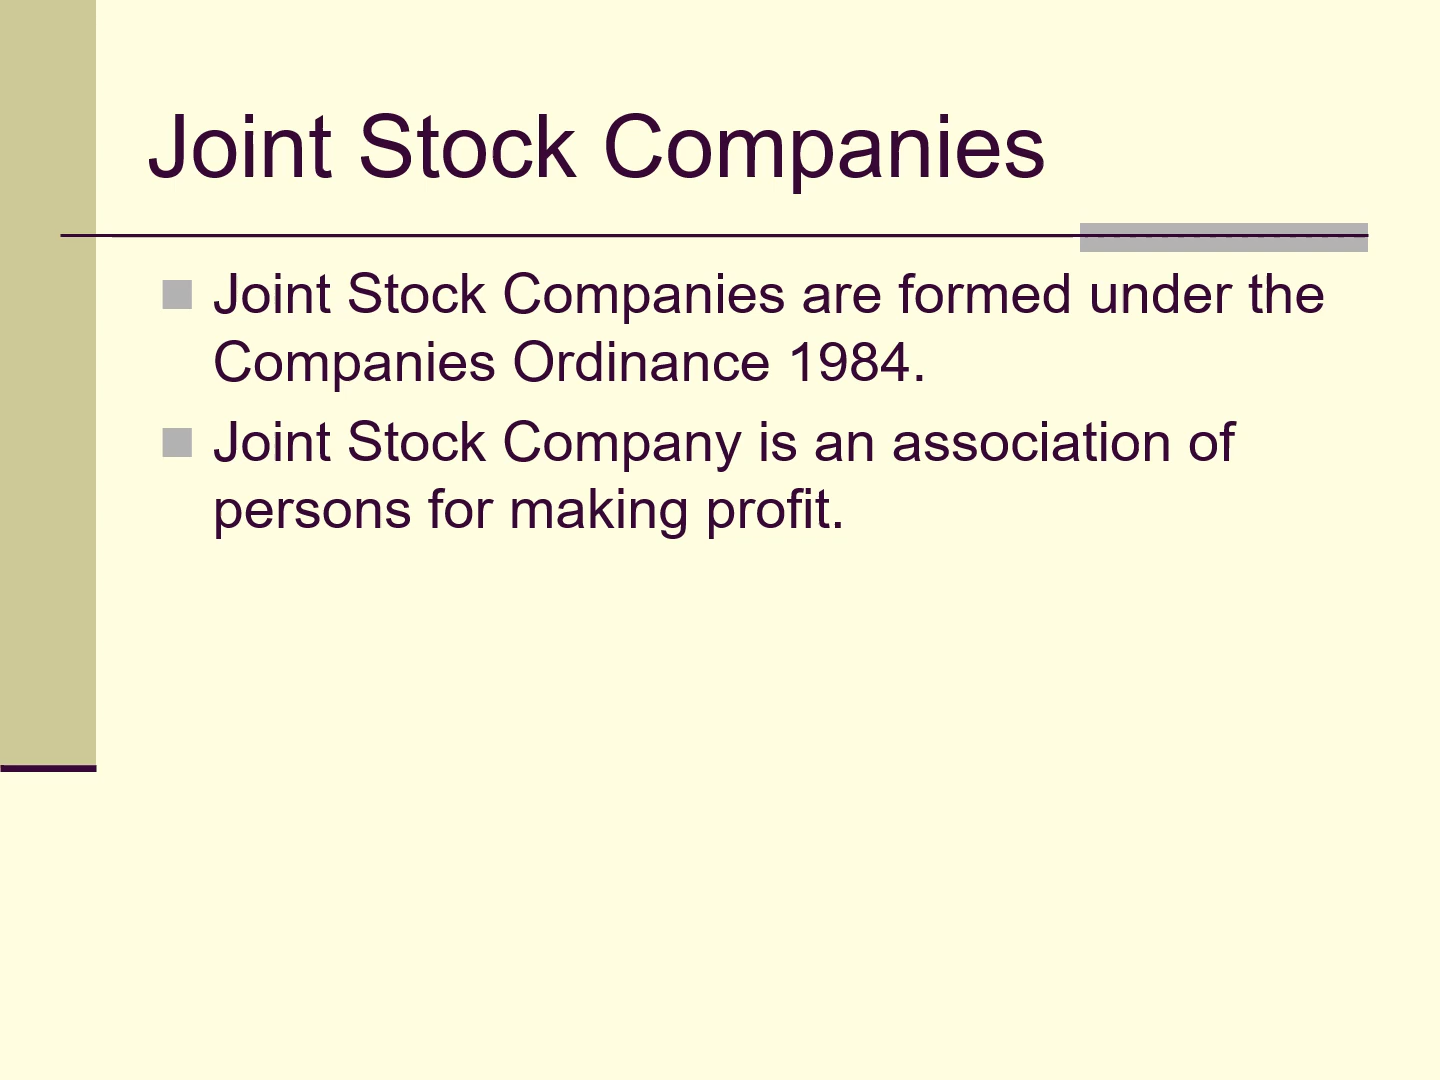 Joint Stock Companies
Joint Stock Companies are formed under the
Companies Ordinance 1984.
Joint Stock Company is an association of
persons for making profit.